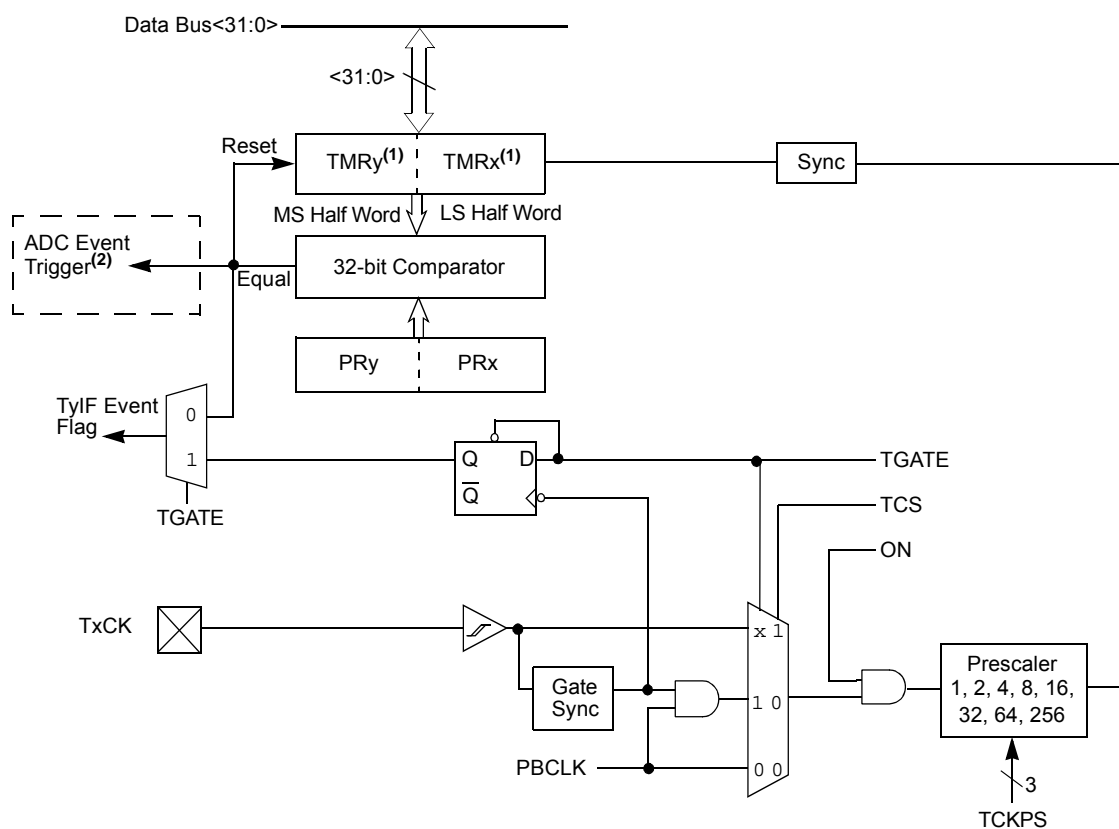 Data Bus<31:0>
<31:0>
Reset
TMRy(1)
TMRx(1)
Sync
MS Half Word
LS Half Word
ADC Event
Trigger(2)
Equal
32-bit Comparator
PRy
PRx
TyIF Event
Flag
0
1
TGATE
Q
D
Q
TGATE
TCS
ON
TxCK
x 1
Gate
Sync
1 0
PBCLK
0 0
Prescaler
1, 2, 4, 8, 16,
32, 64, 256
3
TCKPS